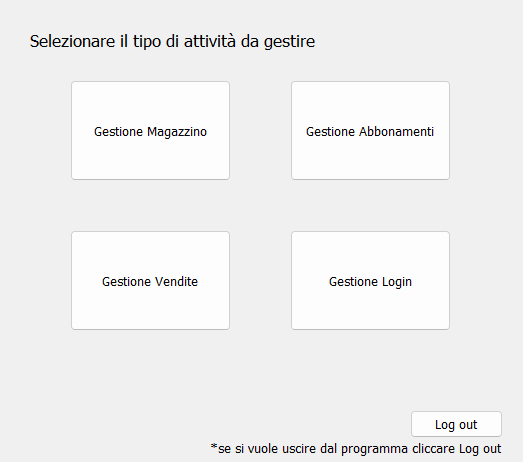 Selezionare il tipo di attività da gestire
Gestione Magazzino
Gestione Abbonamenti
Gestione Vendite
Gestione Login
Log out
*se si vuole uscire dal programma cliccare Log out